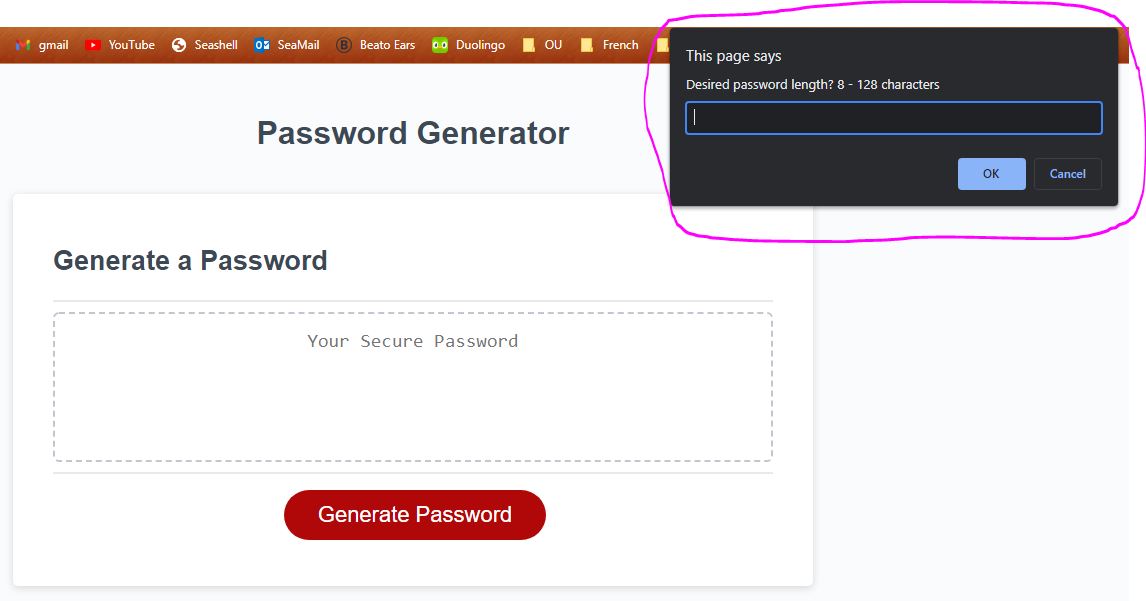 gmail YouTube Seashell SeaMail Beato Ears Duolingo OU French
This page says
Desired password length? 8 - 128 characters
OK Cancel
Password Generator
Generate a Password
Your Secure Password
Generate Password